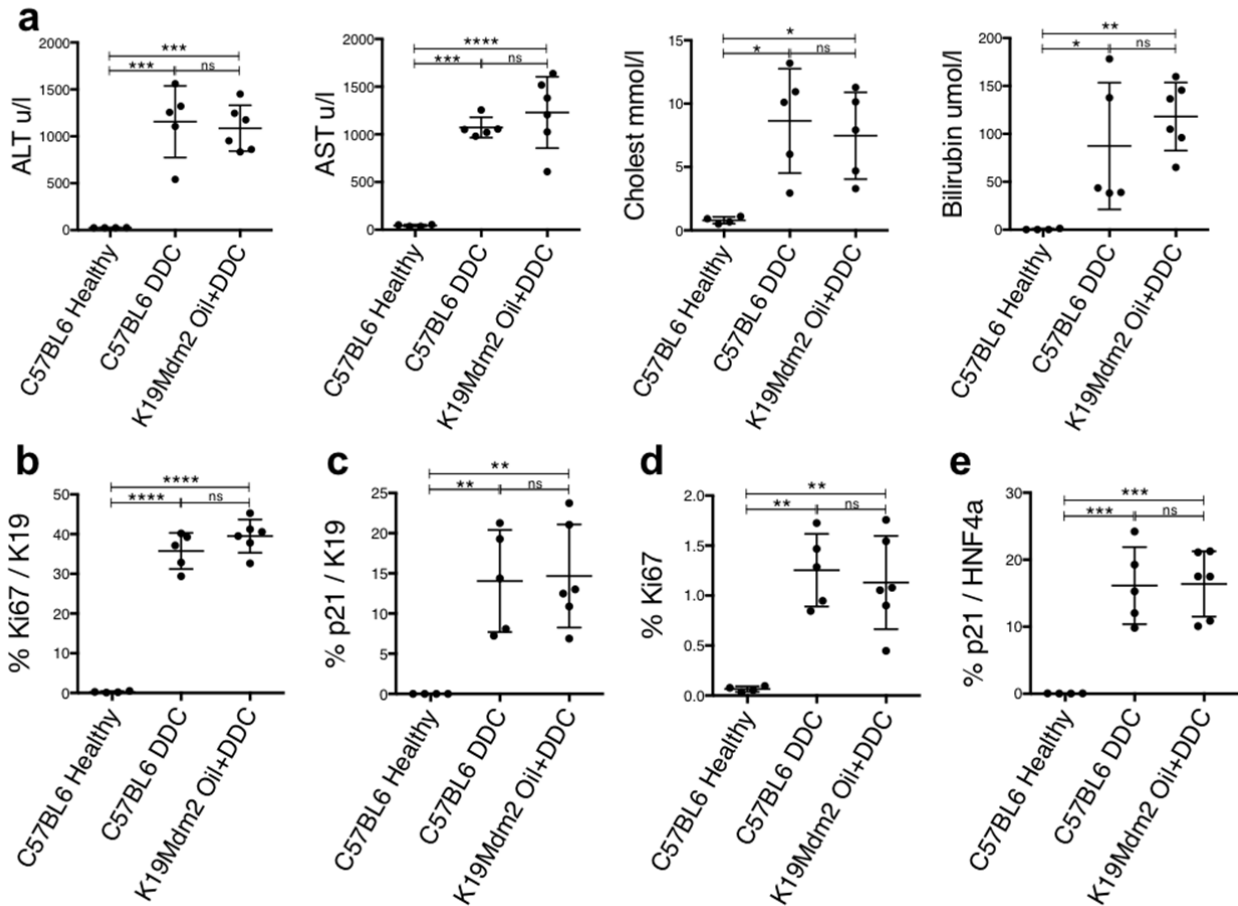 a
ALT u/l
2000
1500
1000
500
0
***
***
ns
C57BL6 Healthy
C57BL6 DDC
K19Mdm2 Oil+DDC
AST u/l
2000
1500
1000
500
0
****
***
ns
C57BL6 Healthy
C57BL6 DDC
K19Mdm2 Oil+DDC
Cholest mmol/l
15
10
5
0
*
*
ns
C57BL6 Healthy
C57BL6 DDC
K19Mdm2 Oil+DDC
Bilirubin umol/l
200
150
100
50
0
**
*
ns
C57BL6 Healthy
C57BL6 DDC
K19Mdm2 Oil+DDC
b
% Ki67 / K19
50
40
30
20
10
0
****
****
ns
C57BL6 Healthy
C57BL6 DDC
K19Mdm2 Oil+DDC
c
% p21 / K19
25
20
15
10
5
0
**
**
ns
C57BL6 Healthy
C57BL6 DDC
K19Mdm2 Oil+DDC
d
% Ki67
2.0
1.5
1.0
0.5
0.0
**
**
ns
C57BL6 Healthy
C57BL6 DDC
K19Mdm2 Oil+DDC
e
% p21 / HNF4a
30
20
10
0
***
***
ns
C57BL6 Healthy
C57BL6 DDC
K19Mdm2 Oil+DDC